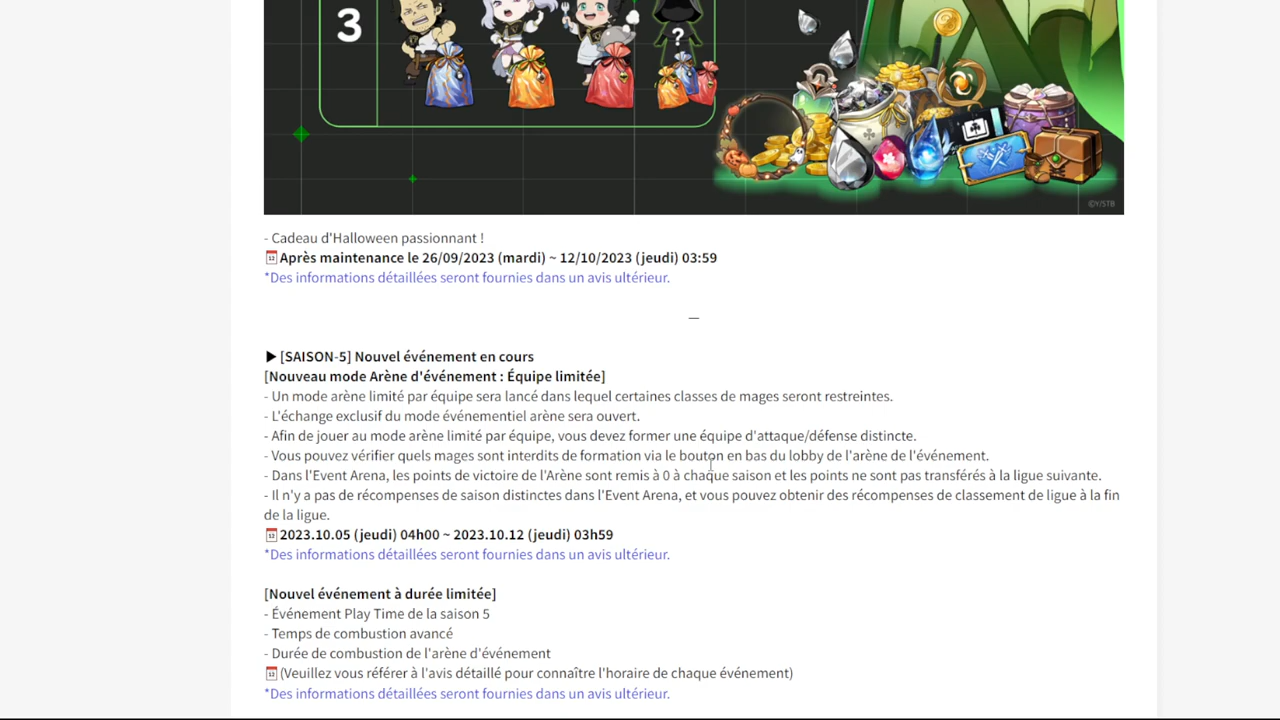 3
?
©Y/STB
- Cadeau d'Halloween passionnant !
Après maintenance le 26/09/2023 (mardi) ~ 12/10/2023 (jeudi) 03:59
*Des informations détaillées seront fournies dans un avis ultérieur.
—
▶ [SAISON-5] Nouvel événement en cours
[Nouveau mode Arène d'événement : Équipe limitée]
- Un mode arène limité par équipe sera lancé dans lequel certaines classes de mages seront restreintes.
- L'échange exclusif du mode événementiel arène sera ouvert.
- Afin de jouer au mode arène limité par équipe, vous devez former une équipe d'attaque/défense distincte.
- Vous pouvez vérifier quels mages sont interdits de formation via le bouton en bas du lobby de l'arène de l'événement.
- Dans l'Event Arena, les points de victoire de l'Arène sont remis à 0 à chaque saison et les points ne sont pas transférés à la ligue suivante.
- Il n'y a pas de récompenses de saison distinctes dans l'Event Arena, et vous pouvez obtenir des récompenses de classement de ligue à la fin
de la ligue.
2023.10.05 (jeudi) 04h00 ~ 2023.10.12 (jeudi) 03h59
*Des informations détaillées seront fournies dans un avis ultérieur.
[Nouvel événement à durée limitée]
- Événement Play Time de la saison 5
- Temps de combustion avancé
- Durée de combustion de l'arène d'événement
(Veuillez vous référer à l'avis détaillé pour connaître l'horaire de chaque événement)
*Des informations détaillées seront fournies dans un avis ultérieur.